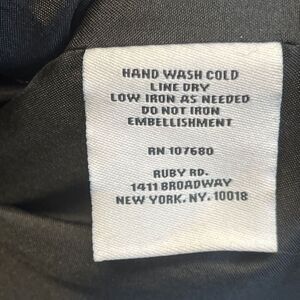 HAND WASH COLD
LINE DRY
LOW IRON AS NEEDED
DO NOT IRON
EMBELLISHMENT
RN 107680
RUBY RD.
1411 BROADWAY
NEW YORK. NY. 10018